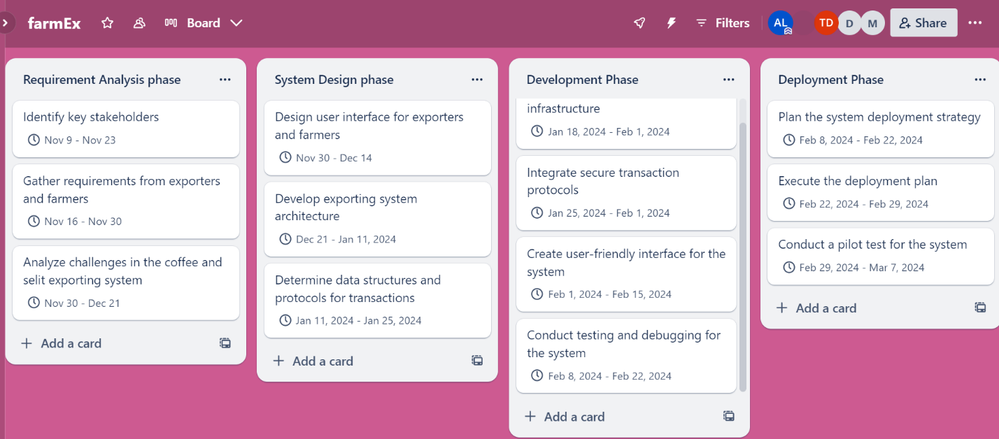 farmEx
Board
Filters
AL
TD
D
M
Share
Requirement Analysis phase
Identify key stakeholders
Nov 9 - Nov 23
Gather requirements from exporters
and farmers
Nov 16 - Nov 30
Analyze challenges in the coffee and
selit exporting system
Nov 30 - Dec 21
Add a card
System Design phase
Design user interface for exporters
and farmers
Nov 30 - Dec 14
Develop exporting system
architecture
Dec 21 - Jan 11, 2024
Determine data structures and
protocols for transactions
Jan 11, 2024 - Jan 25, 2024
Add a card
Development Phase
infrastructure
Jan 18, 2024 - Feb 1, 2024
Integrate secure transaction
protocols
Jan 25, 2024 - Feb 1, 2024
Create user-friendly interface for the
system
Feb 1, 2024 - Feb 15, 2024
Conduct testing and debugging for
the system
Feb 8, 2024 - Feb 22, 2024
Add a card
Deployment Phase
Plan the system deployment strategy
Feb 8, 2024 - Feb 22, 2024
Execute the deployment plan
Feb 22, 2024 - Feb 29, 2024
Conduct a pilot test for the system
Feb 29, 2024 - Mar 7, 2024
Add a card